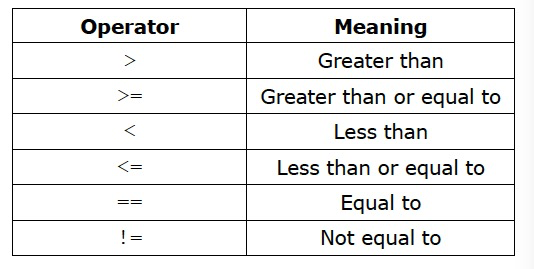 Operator Meaning
> Greater than
>= Greater than or equal to
< Less than
<= Less than or equal to
== Equal to
!= Not equal to